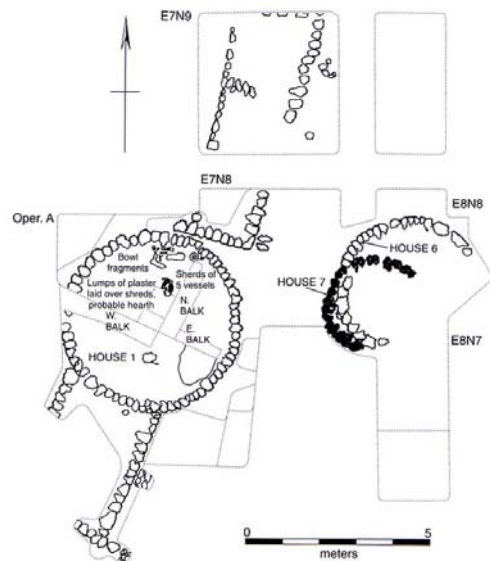 E7N9
E7N8
Oper. A
E8N8
Bowl
fragments
Sherds of
5 vessels
Lumps of plaster
laid over shreds,
probable hearth
N.
BALK
W.
BALK
E.
BALK
HOUSE 1
HOUSE 6
HOUSE 7
E8N7
0 5
meters